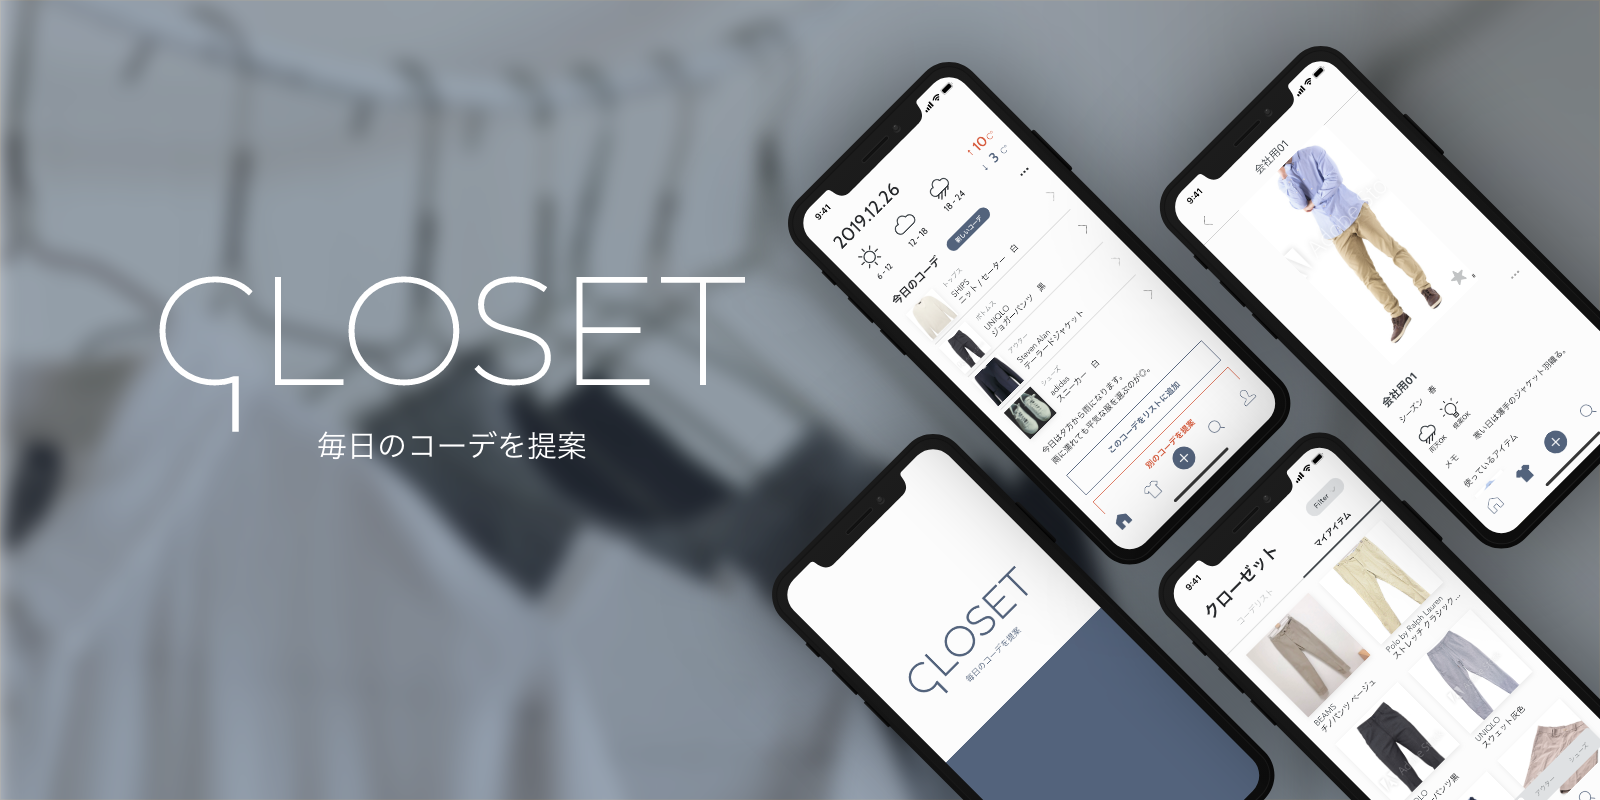 CLOSET
毎日のコーデを提案
9:41
2019.12.26
↑10℃
↓3℃
6-12
12-18
18-24
今日のコーデ
新しいコーデ
トップス
SHIPS
ニット / セーター 白
ボトムス
UNIQLO
ジョガーパンツ 黒
アウター
Steven Alan
テーラードジャケット
シューズ
adidas
スニーカー 白
今日は夕方から雨になります。
雨に濡れても平気な服を選ぶのが◎。
このコーデをリストに追加
別のコーデを提案
9:41
会社用01
会社用01
シーズン 春
雨天OK
メモ 寒い日は薄手のジャケット羽織る。
使っているアイテム
CLOSET
毎日のコーデを提案
9:41
クローゼット
Filter
コーデリスト
マイアイテム
BEAMS
チノパンツ ベージュ
Polo by Ralph Lauren
ストレッチ クラシック...
UNIQLO
スウェット灰色
アウター
シューズ